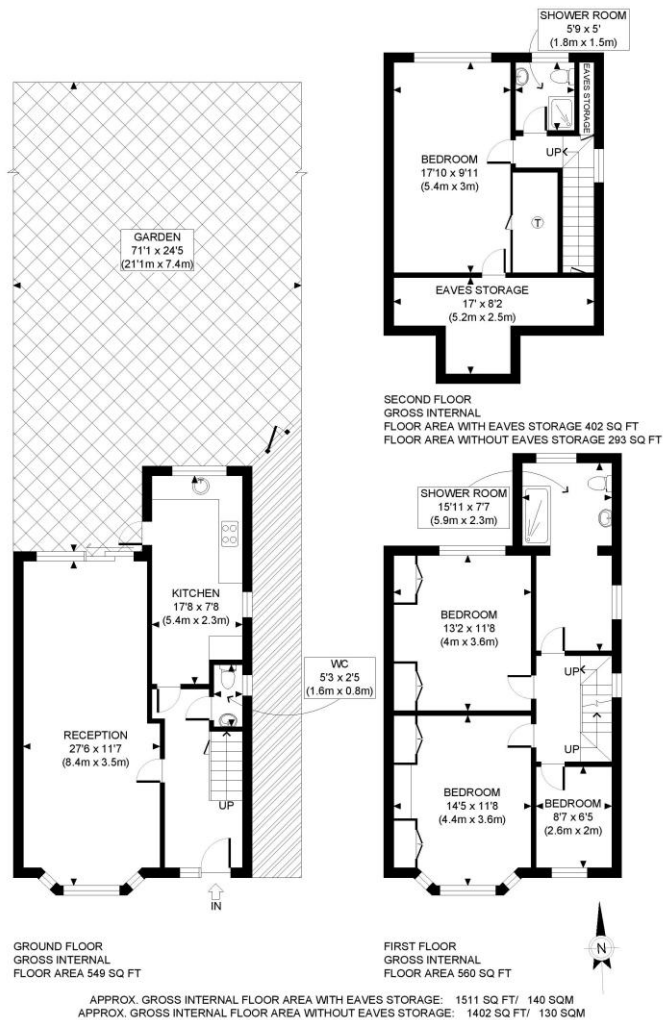 SHOWER ROOM
5'9 x 5'
(1.8m x 1.5m)
EAVES STORAGE
UP
BEDROOM
17'10 x 9'11
(5.4m x 3m)
T
EAVES STORAGE
17' x 8'2
(5.2m x 2.5m)
SECOND FLOOR
GROSS INTERNAL
FLOOR AREA WITH EAVES STORAGE 402 SQ FT
FLOOR AREA WITHOUT EAVES STORAGE 293 SQ FT
GARDEN
71'1 x 24'5
(21'1m x 7.4m)
KITCHEN
17'8 x 7'8
(5.4m x 2.3m)
WC
5'3 x 2'5
(1.6m x 0.8m)
RECEPTION
27'6 x 11'7
(8.4m x 3.5m)
UP
IN
GROUND FLOOR
GROSS INTERNAL
FLOOR AREA 549 SQ FT
SHOWER ROOM
15'11 x 7'7
(5.9m x 2.3m)
BEDROOM
13'2 x 11'8
(4m x 3.6m)
UP
UP
BEDROOM
14'5 x 11'8
(4.4m x 3.6m)
BEDROOM
8'7 x 6'5
(2.6m x 2m)
FIRST FLOOR
GROSS INTERNAL
FLOOR AREA 560 SQ FT
N
APPROX. GROSS INTERNAL FLOOR AREA WITH EAVES STORAGE: 1511 SQ FT/ 140 SQM
APPROX. GROSS INTERNAL FLOOR AREA WITHOUT EAVES STORAGE: 1402 SQ FT/ 130 SQM